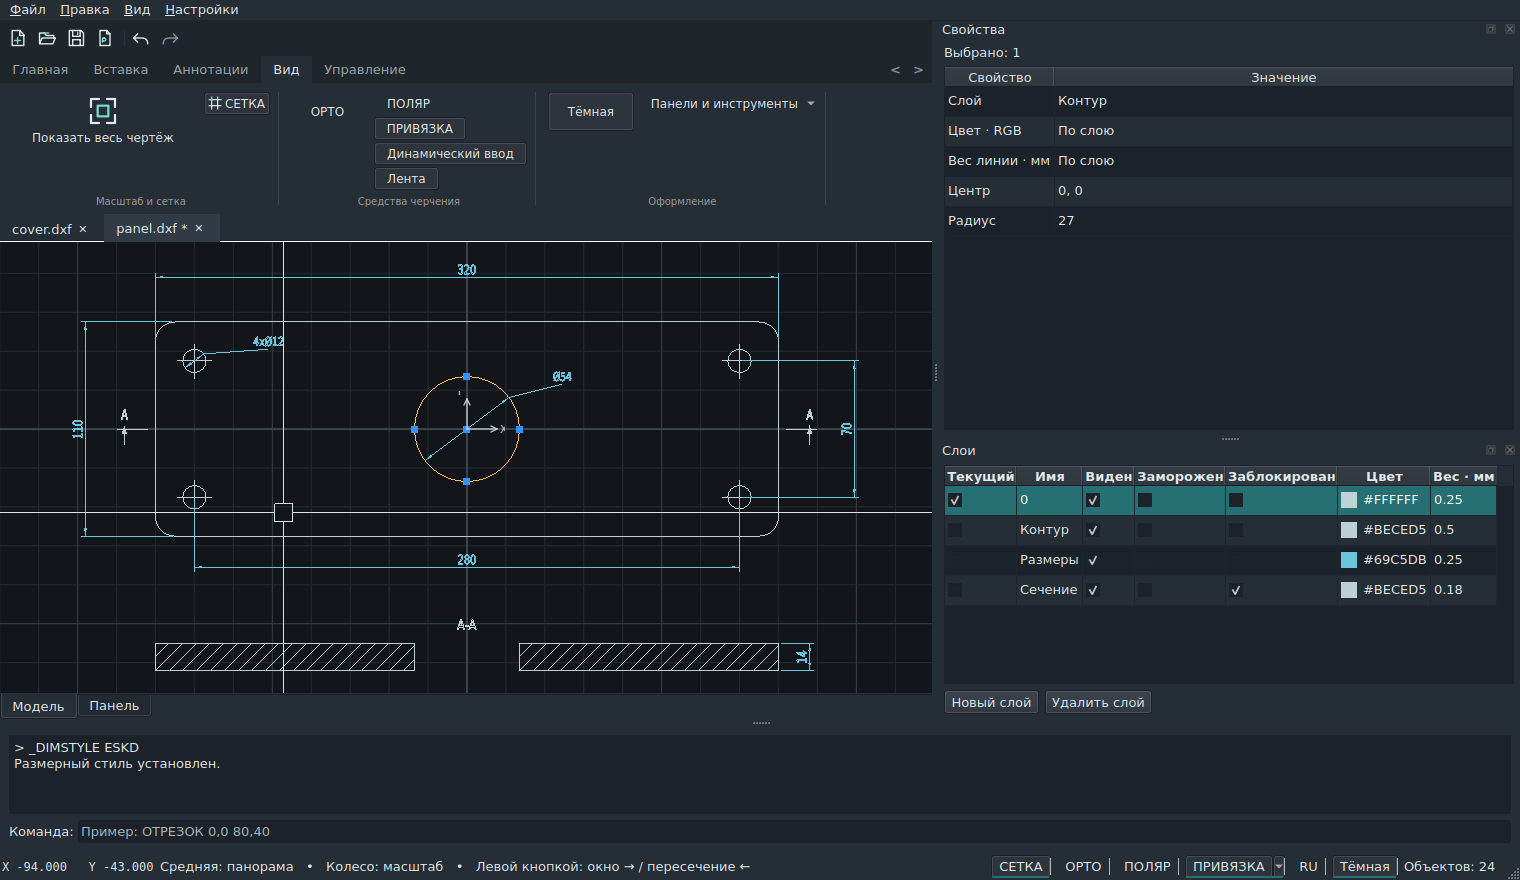 Файл Правка Вид Настройки
Главная Вставка Аннотации Вид Управление < >
Показать весь чертёж
СЕТКА
Масштаб и сетка
ОРТО
ПОЛЯР
ПРИВЯЗКА
Динамический ввод
Лента
Средства черчения
Тёмная
Панели и инструменты
Оформление
cover.dxf × panel.dxf * ×
320
4xØ12
Ø54
110
A
A
70
X
280
A-A
14
Модель Панель
Свойства
Выбрано: 1
Свойство Значение
Слой Контур
Цвет · RGB По слою
Вес линии · мм По слою
Центр 0, 0
Радиус 27
Слои
Текущий Имя Виден Заморожен Заблокирован Цвет Вес · мм
0 #FFFFFF 0.25
Контур #BECED5 0.5
Размеры #69C5DB 0.25
Сечение #BECED5 0.18
Новый слой Удалить слой
> _DIMSTYLE ESKD
Размерный стиль установлен.
Команда: Пример: ОТРЕЗОК 0,0 80,40
X -94.000 Y -43.000 Средняя: панорама • Колесо: масштаб • Левой кнопкой: окно → / пересечение ← СЕТКА ОРТО ПОЛЯР ПРИВЯЗКА RU Тёмная Объектов: 24